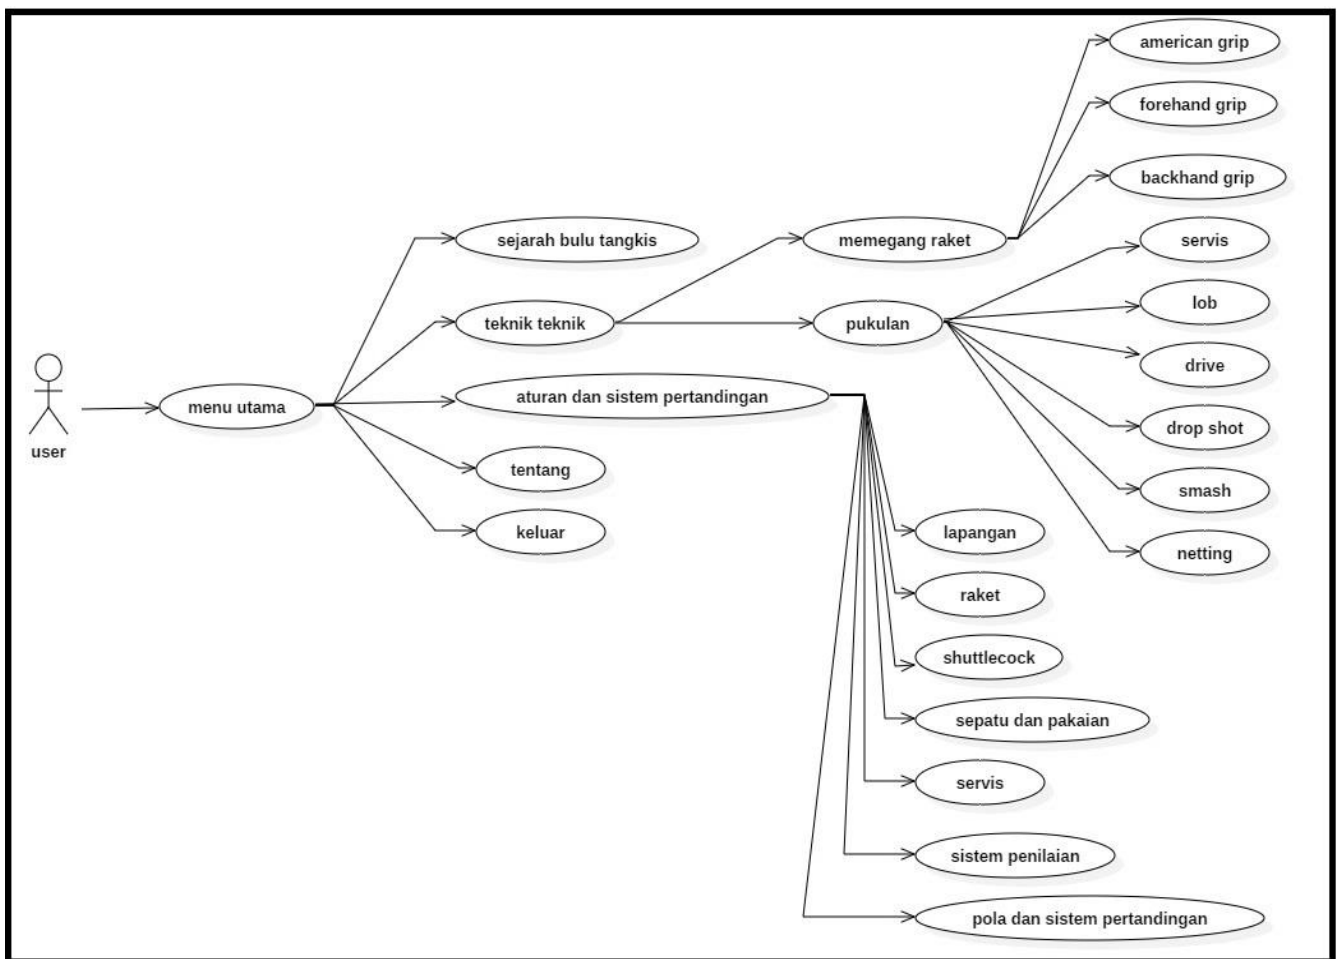 american grip
forehand grip
backhand grip
sejarah bulu tangkis
memegang raket
servis
teknik teknik
pukulan
lob
drive
menu utama
aturan dan sistem pertandingan
drop shot
user
tentang
smash
keluar
lapangan
netting
raket
shuttlecock
sepatu dan pakaian
servis
sistem penilaian
pola dan sistem pertandingan